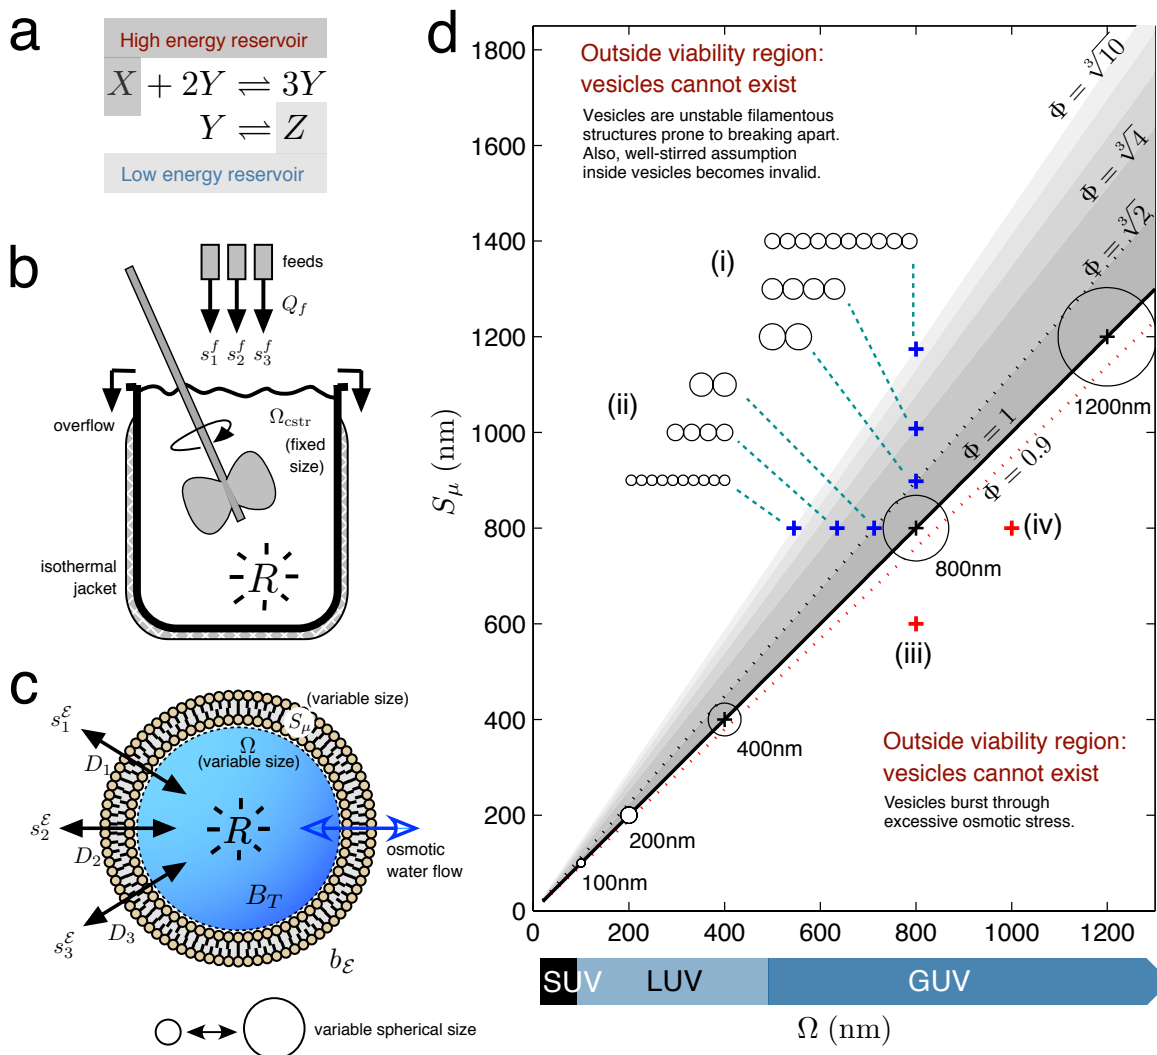 a
High energy reservoir
X + 2Y ⇌ 3Y
Y ⇌ Z
Low energy reservoir
b
feeds
Q_f
s_1^f s_2^f s_3^f
overflow
Ω_cstr
(fixed
size)
isothermal
jacket
R
c
(variable size)
S_μ
s_1^ℰ
Ω
(variable size)
D_1
s_2^ℰ
R
D_2
osmotic
water flow
B_T
s_3^ℰ
D_3
b_ℰ
variable spherical size
d
Outside viability region:
vesicles cannot exist
Vesicles are unstable filamentous
structures prone to breaking apart.
Also, well-stirred assumption
inside vesicles becomes invalid.
Φ = ∛10
Φ = ∛4
Φ = ∛2
Φ = 1
Φ = 0.9
(i)
(ii)
(iii)
(iv)
1200nm
800nm
400nm
200nm
100nm
Outside viability region:
vesicles cannot exist
Vesicles burst through
excessive osmotic stress.
S_μ (nm)
1800
1600
1400
1200
1000
800
600
400
200
0
0 200 400 600 800 1000 1200
SUV LUV GUV
Ω (nm)